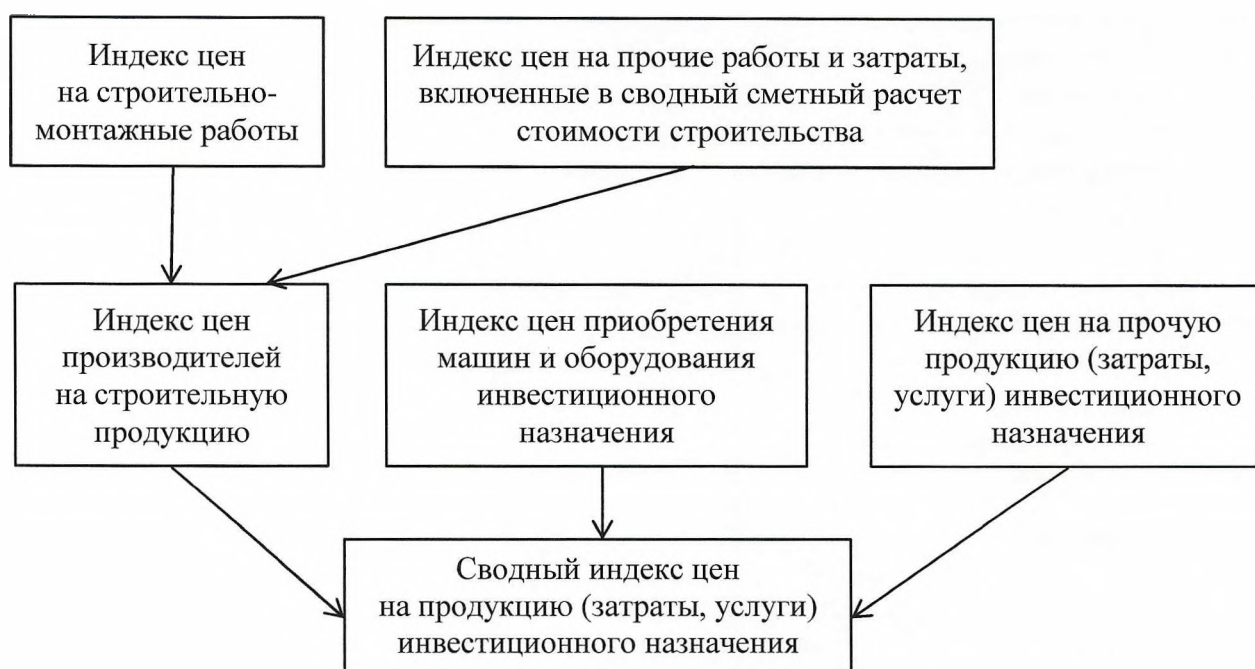 Индекс цен
на строительно-
монтажные работы
Индекс цен на прочие работы и затраты,
включенные в сводный сметный расчет
стоимости строительства
Индекс цен
производителей
на строительную
продукцию
Индекс цен приобретения
машин и оборудования
инвестиционного
назначения
Индекс цен на прочую
продукцию (затраты,
услуги) инвестиционного
назначения
Сводный индекс цен
на продукцию (затраты, услуги)
инвестиционного назначения